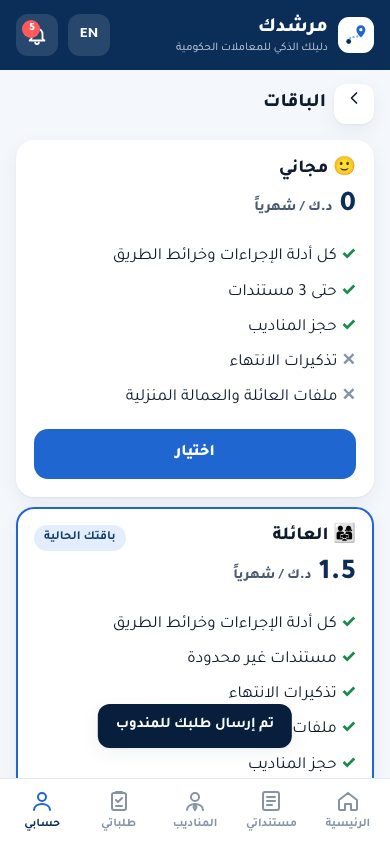 مرشدك
دليلك الذكي للمعاملات الحكومية
EN
5
الباقات
مجاني
0 د.ك / شهرياً
✓ كل أدلة الإجراءات وخرائط الطريق
✓ حتى 3 مستندات
✓ حجز المناديب
✕ تذكيرات الانتهاء
✕ ملفات العائلة والعمالة المنزلية
اختيار
العائلة
باقتك الحالية
1.5 د.ك / شهرياً
✓ كل أدلة الإجراءات وخرائط الطريق
✓ مستندات غير محدودة
✓ تذكيرات الانتهاء
✓ ملفات
تم إرسال طلبك للمندوب
✓ حجز المناديب
الرئيسية
مستنداتي
المناديب
طلباتي
حسابي